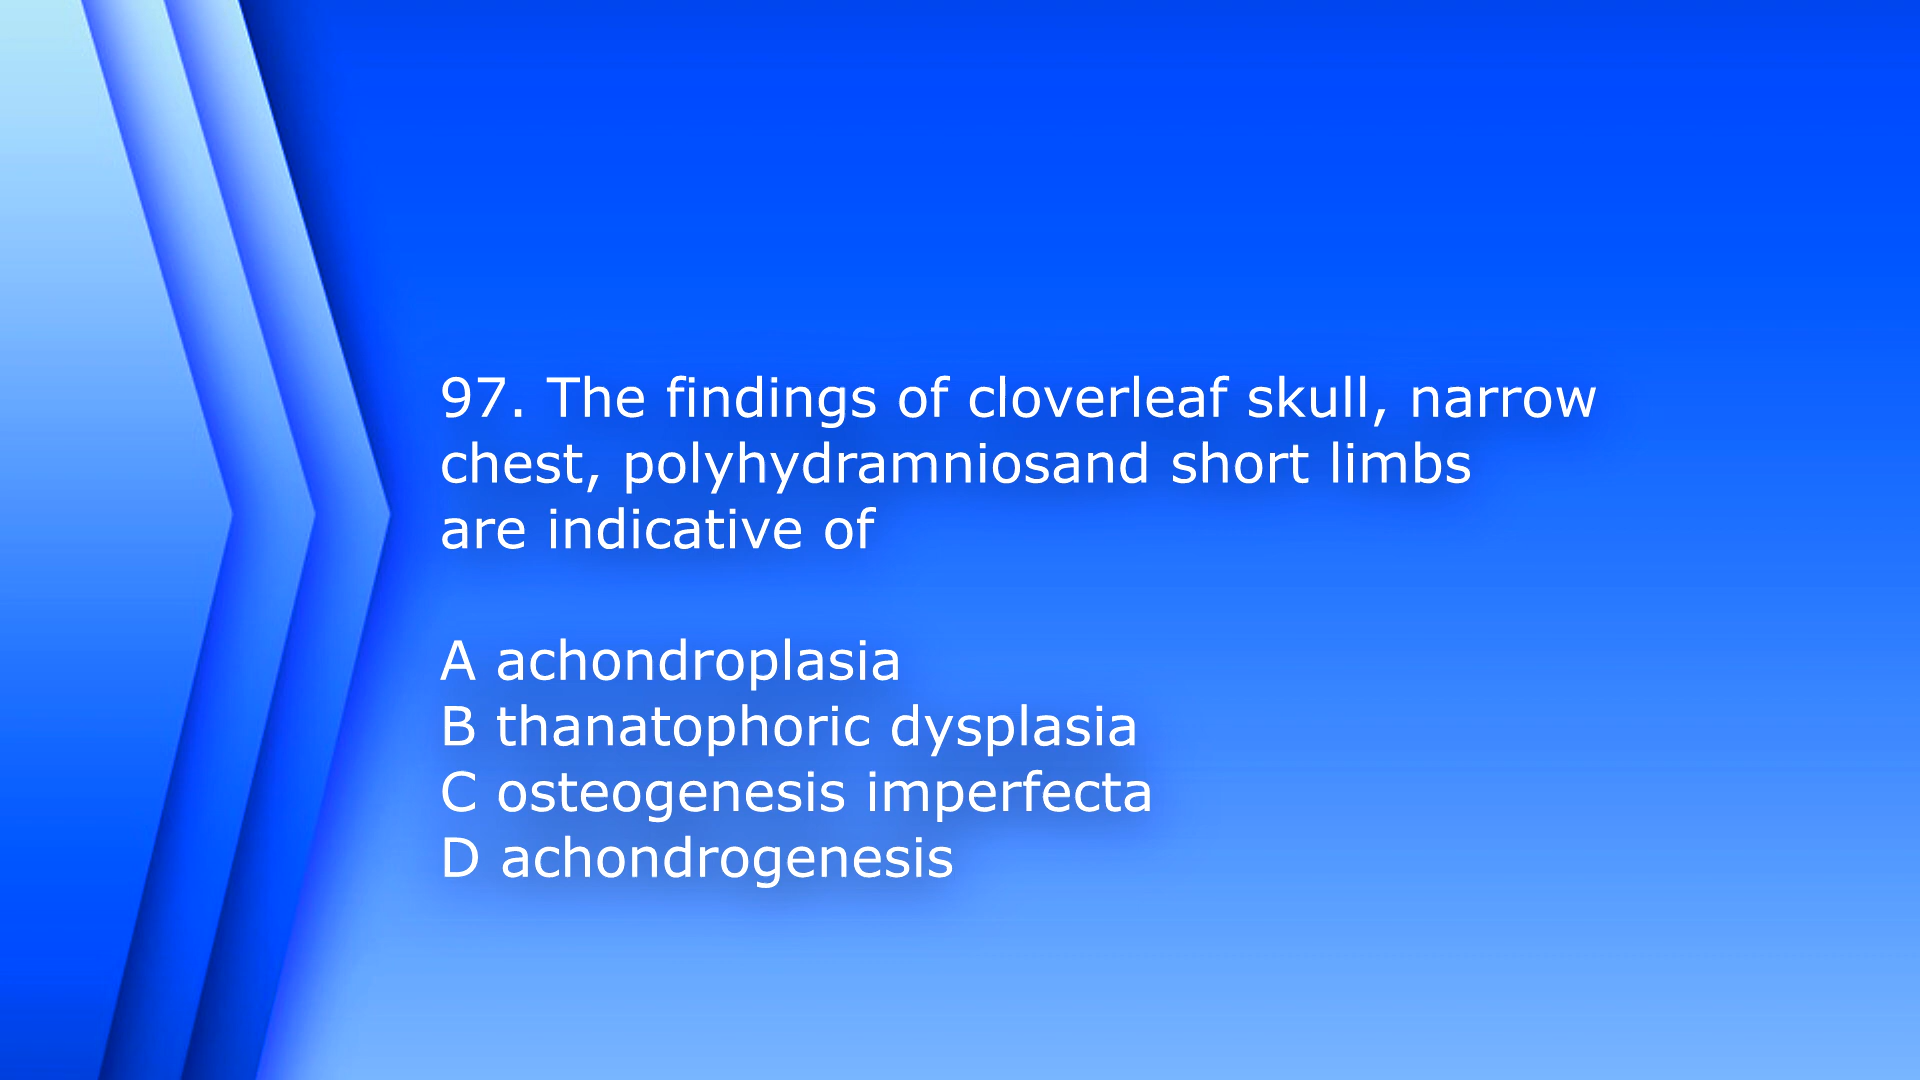 97. The findings of cloverleaf skull, narrow
chest, polyhydramniosand short limbs
are indicative of
A achondroplasia
B thanatophoric dysplasia
C osteogenesis imperfecta
D achondrogenesis